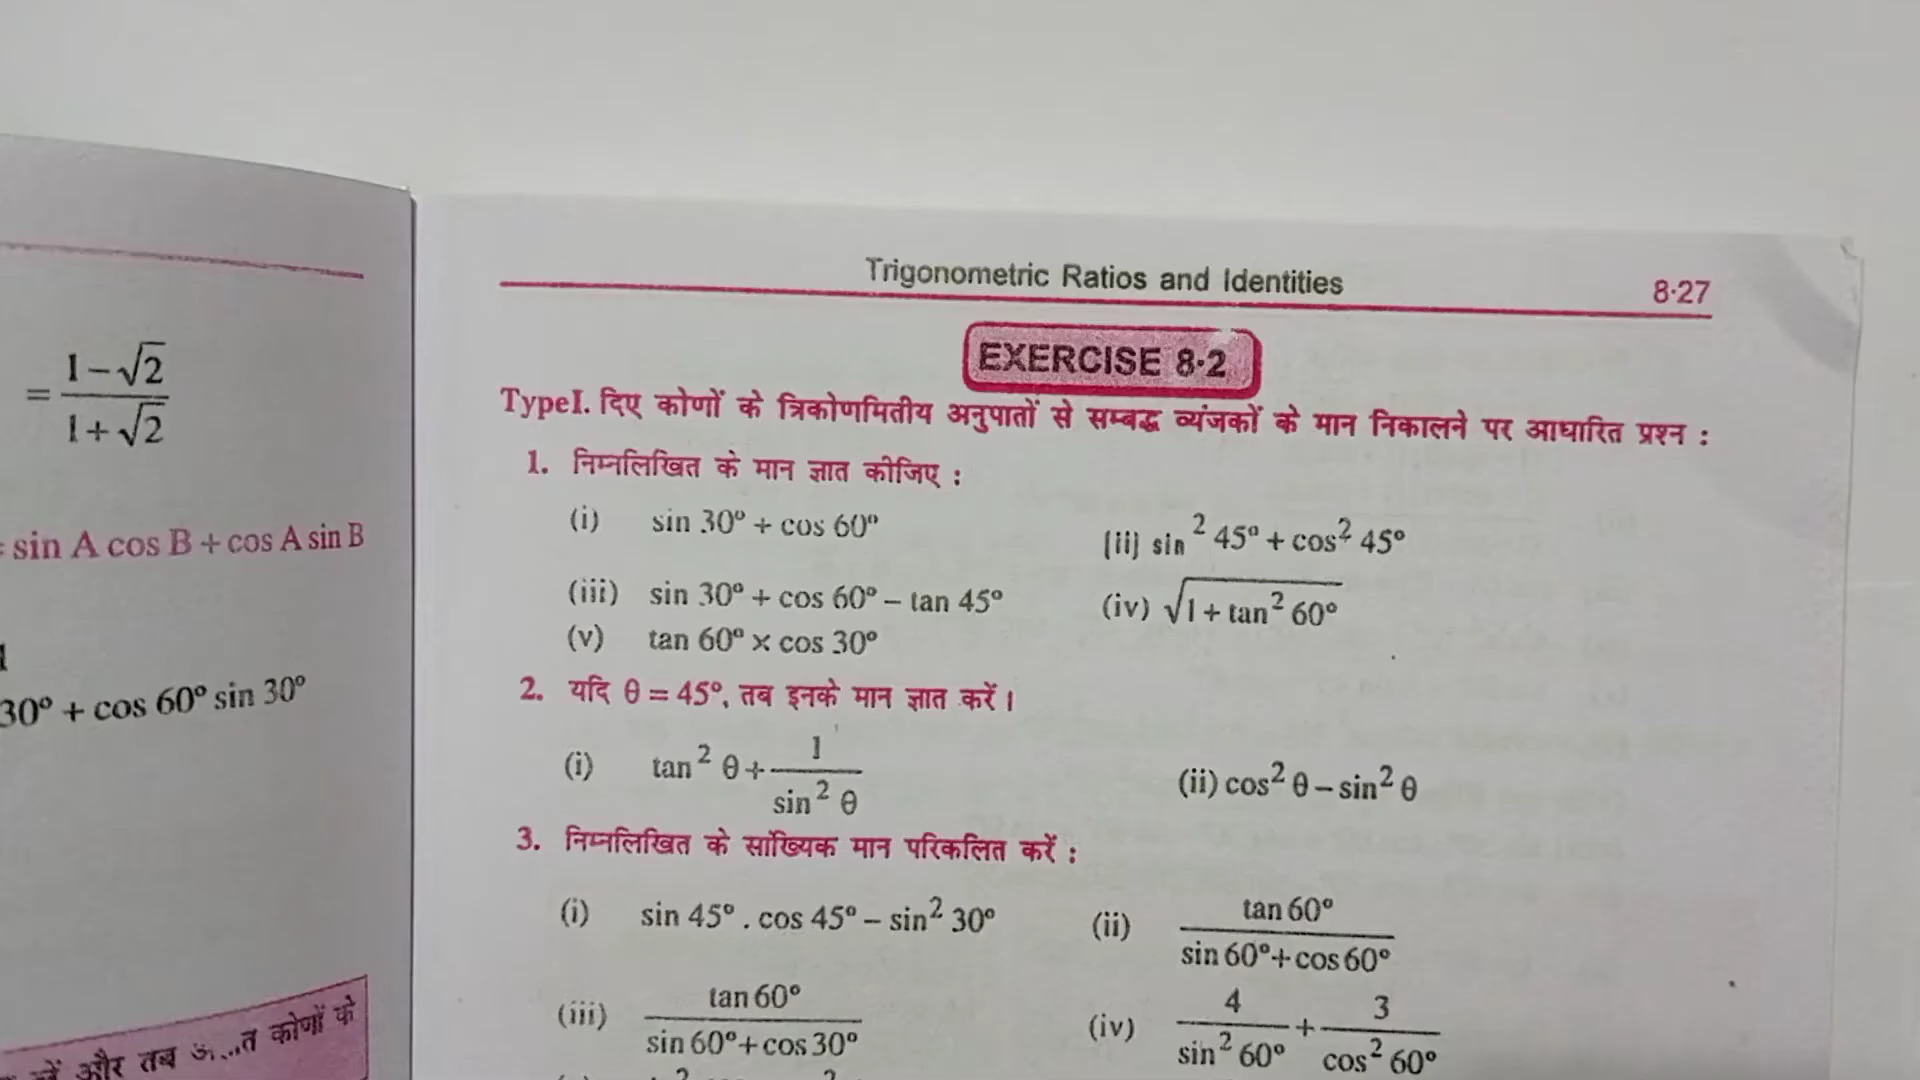 = 1−√2 / 1+√2
= sin A cos B + cos A sin B
30° + cos 60° sin 30°
और तब
कोणों के
Trigonometric Ratios and Identities 8·27
EXERCISE 8·2
TypeI. दिए कोणों के त्रिकोणमितीय अनुपातों से सम्बद्ध व्यंजकों के मान निकालने पर आधारित प्रश्न :
1. निम्नलिखित के मान ज्ञात कीजिए :
(i) sin 30° + cos 60° (ii) sin² 45° + cos² 45°
(iii) sin 30° + cos 60° − tan 45° (iv) √1 + tan² 60°
(v) tan 60° × cos 30°
2. यदि θ = 45°, तब इनके मान ज्ञात करें।
(i) tan² θ + 1 / sin² θ (ii) cos² θ − sin² θ
3. निम्नलिखित के सांख्यिक मान परिकलित करें :
(i) sin 45° . cos 45° − sin² 30° (ii) tan 60° / sin 60° + cos 60°
(iii) tan 60° / sin 60° + cos 30° (iv) 4 / sin² 60° + 3 / cos² 60°